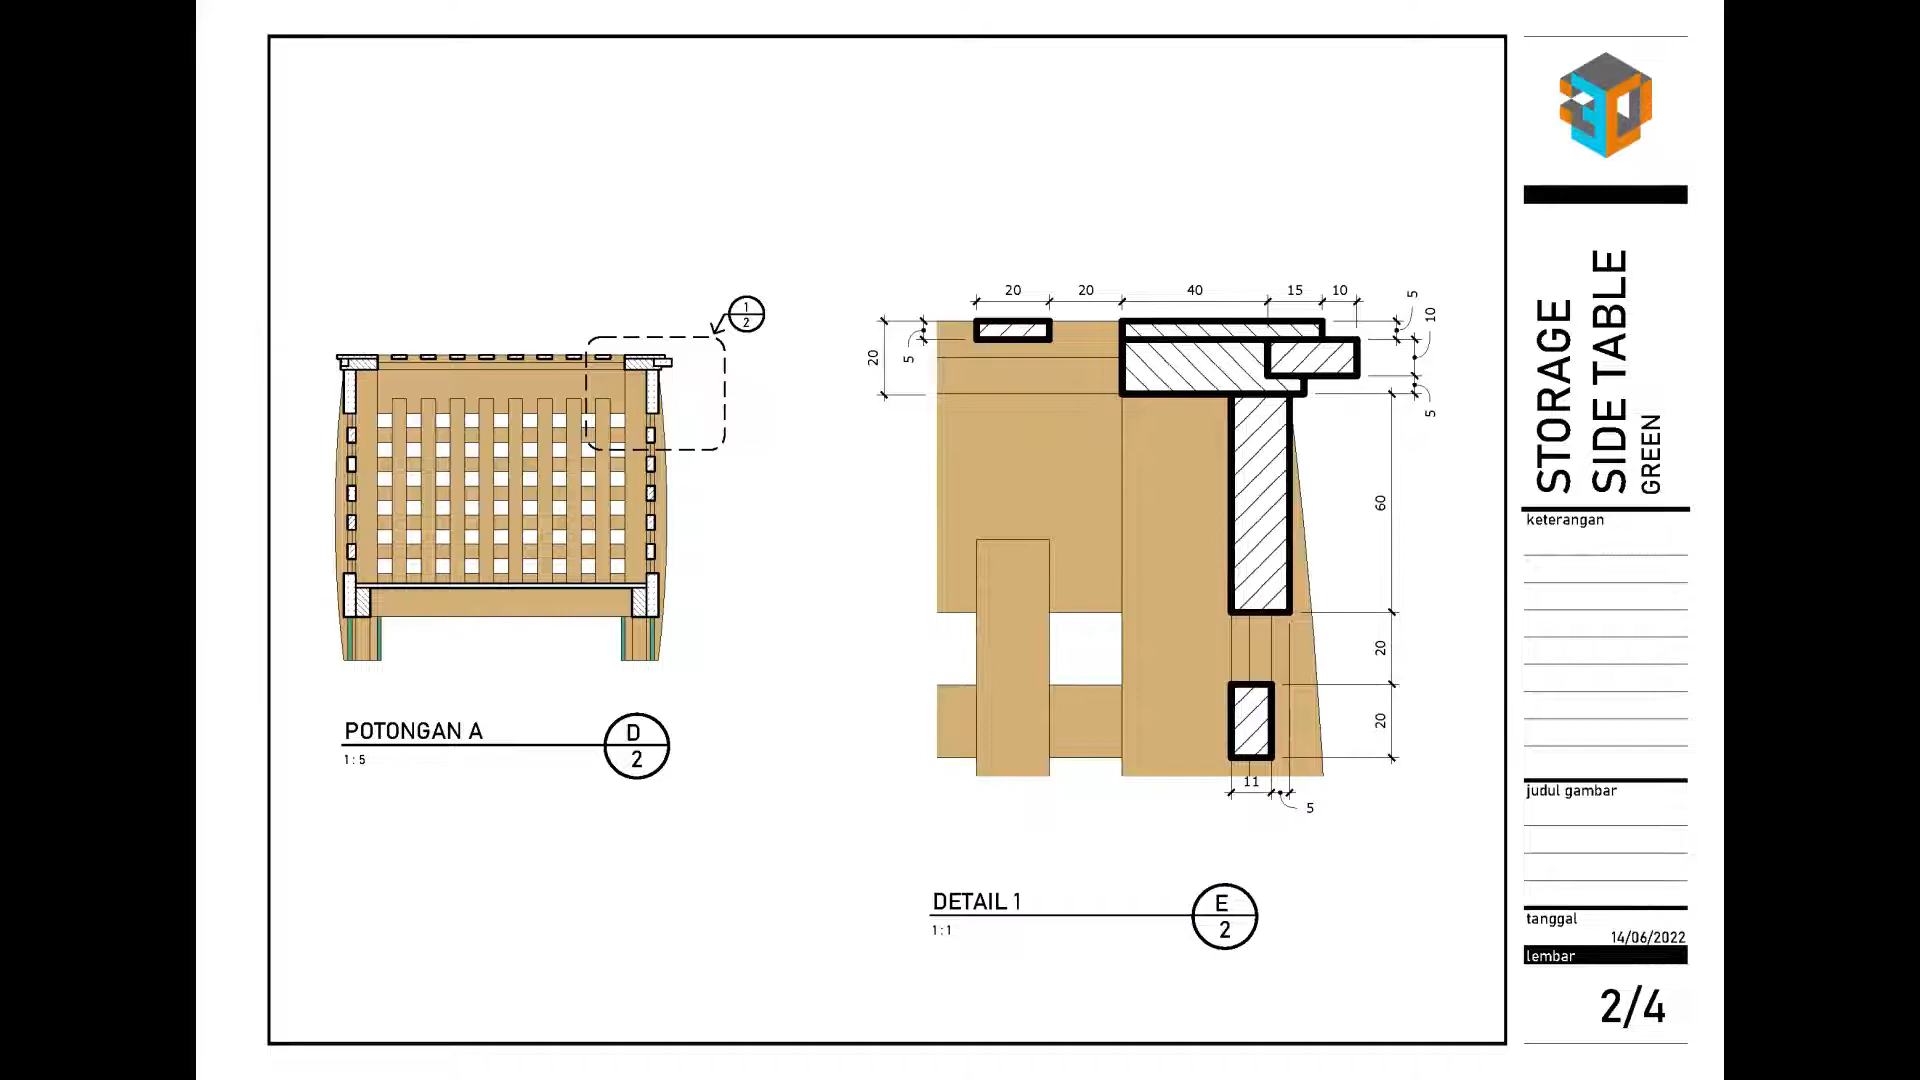 1
2
POTONGAN A
D
2
1 : 5
20
20
40
15
10
5
10
20
5
5
60
20
20
11
5
DETAIL 1
E
2
1 : 1
STORAGE
SIDE TABLE
GREEN
keterangan
judul gambar
tanggal
14/06/2022
lembar
2/4